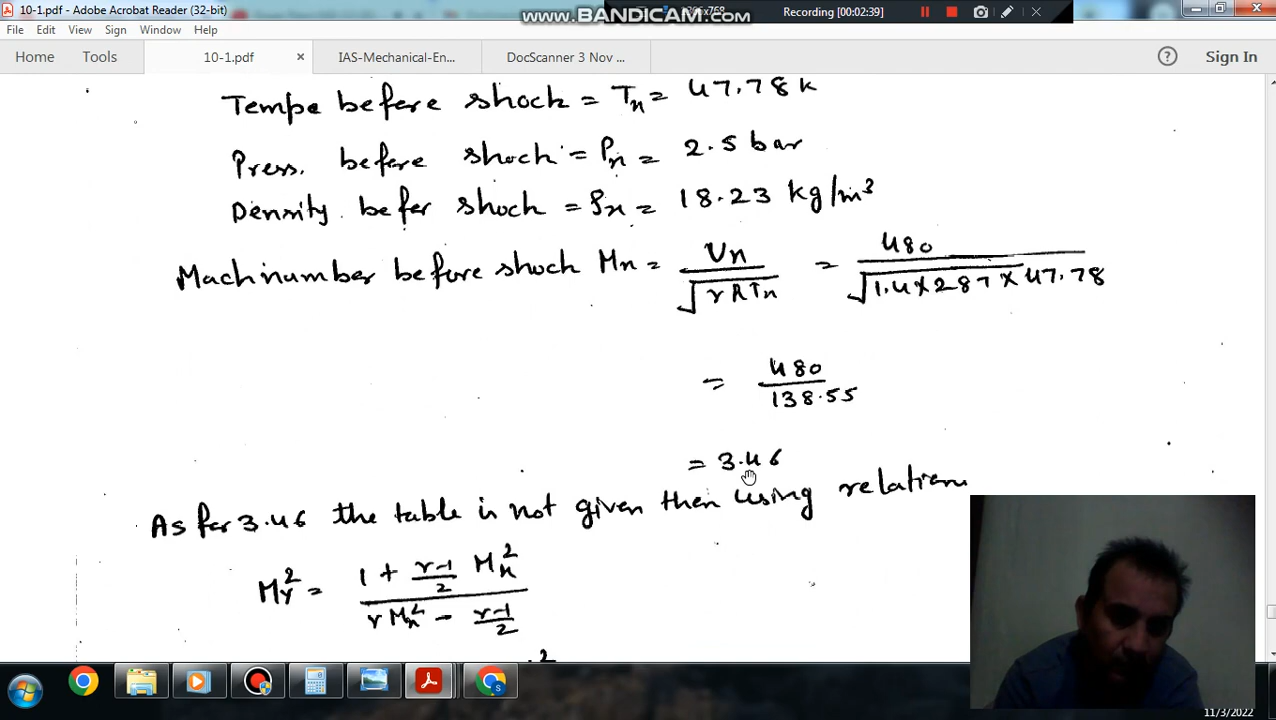 10-1.pdf - Adobe Acrobat Reader (32-bit)
www.BANDICAM.com
Recording [00:02:39]
File Edit View Sign Window Help
Home Tools 10-1.pdf × IAS-Mechanical-En... DocScanner 3 Nov ... ? Sign In
Tempe before shock = Tx = 47.78 K
Press. before shock = Px = 2.5 bar
Density. befer shock = ρx = 18.23 kg/m³
Mach number before shock Mx = Vx / √(γRTx) = 480 / √(1.4×287×47.78)
= 480 / 138.55
= 3.46
As for 3.46 the table is not given then using relation
My² = (1 + (γ-1)/2 Mx²) / (γMx² - (γ-1)/2)
2
11/3/2022